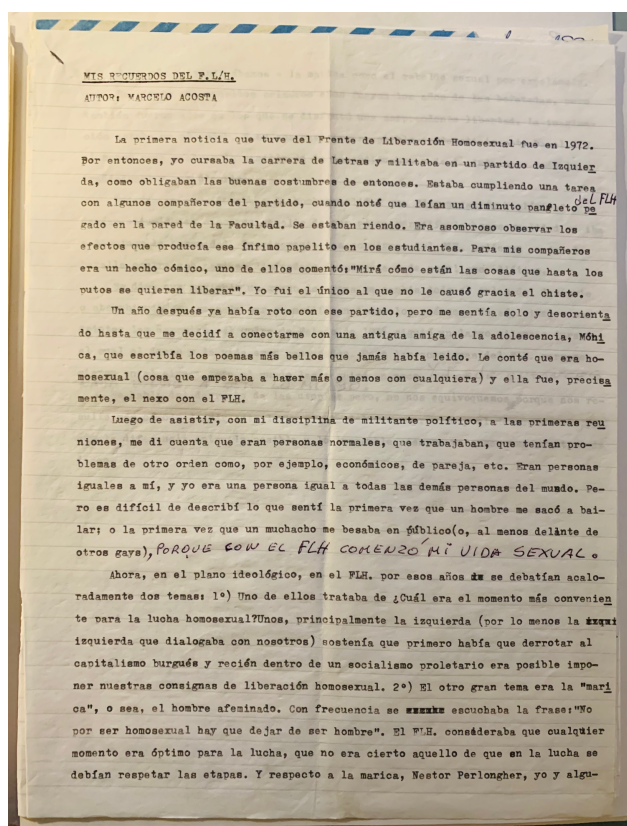 MIS RECUERDOS DEL F.L/H.
AUTOR: MARCELO ACOSTA
La primera noticia que tuve del Frente de Liberación Homosexual fue en 1972.
Por entonces, yo cursaba la carrera de Letras y militaba en un partido de Izquier
da, como obligaban las buenas costumbres de entonces. Estaba cumpliendo una tarea
con algunos compañeros del partido, cuando noté que leían un diminuto panfleto del FLH pe
gado en la pared de la Facultad. Se estaban riendo. Era asombroso observar los
efectos que producía ese ínfimo papelito en los estudiantes. Para mis compañeros
era un hecho cómico, uno de ellos comentó:"Mirá cómo están las cosas que hasta los
putos se quieren liberar". Yo fui el único al que no le causó gracia el chiste.
Un año después ya había roto con ese partido, pero me sentía solo y desorienta
do hasta que me decidí a conectarme con una antigua amiga de la adolescencia, Móni
ca, que escribía los poemas más bellos que jamás había leido. Le conté que era ho-
mosexual (cosa que empezaba a haver más o menos con cualquiera) y ella fue, precisa
mente, el nexo con el FLH.
Luego de asistir, con mi disciplina de militante político, a las primeras reu
niones, me di cuenta que eran personas normales, que trabajaban, que tenían pro-
blemas de otro orden como, por ejemplo, económicos, de pareja, etc. Eran personas
iguales a mí, y yo era una persona igual a todas las demás personas del mundo. Pe-
ro es difícil de describí lo que sentí la primera vez que un hombre me sacó a bai-
lar; o la primera vez que un muchacho me besaba en público(o, al menos delante de
otros gays), PORQUE CON EL FLH COMENZÓ MI VIDA SEXUAL.
Ahora, en el plano ideológico, en el FLH. por esos años se debatían acalo-
radamente dos temas: 1º) Uno de ellos trataba de ¿Cuál era el momento más convenien
te para la lucha homosexual?Unos, principalmente la izquierda (por lo menos la
izquierda que dialogaba con nosotros) sostenía que primero había que derrotar al
capitalismo burgués y recién dentro de un socialismo proletario era posible impo-
ner nuestras consignas de liberación homosexual. 2º) El otro gran tema era la "mari
ca", o sea, el hombre afeminado. Con frecuencia se escuchaba la frase:"No
por ser homosexual hay que dejar de ser hombre". El FLH. consideraba que cualquier
momento era óptimo para la lucha, que no era cierto aquello de que en la lucha se
debían respetar las etapas. Y respecto a la marica, Nestor Perlongher, yo y algu-